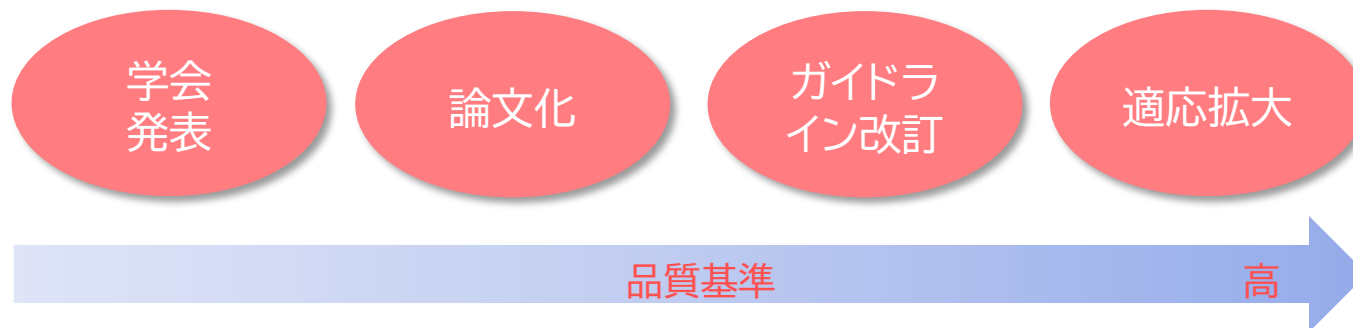 学会
発表
論文化
ガイドラ
イン改訂
適応拡大
品質基準
高